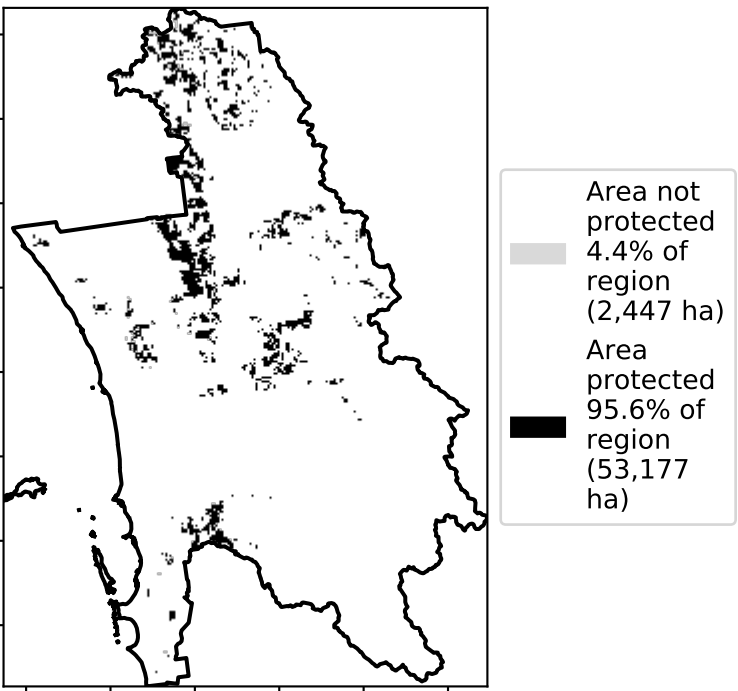 Area not
protected
4.4% of
region
(2,447 ha)
Area
protected
95.6% of
region
(53,177
ha)